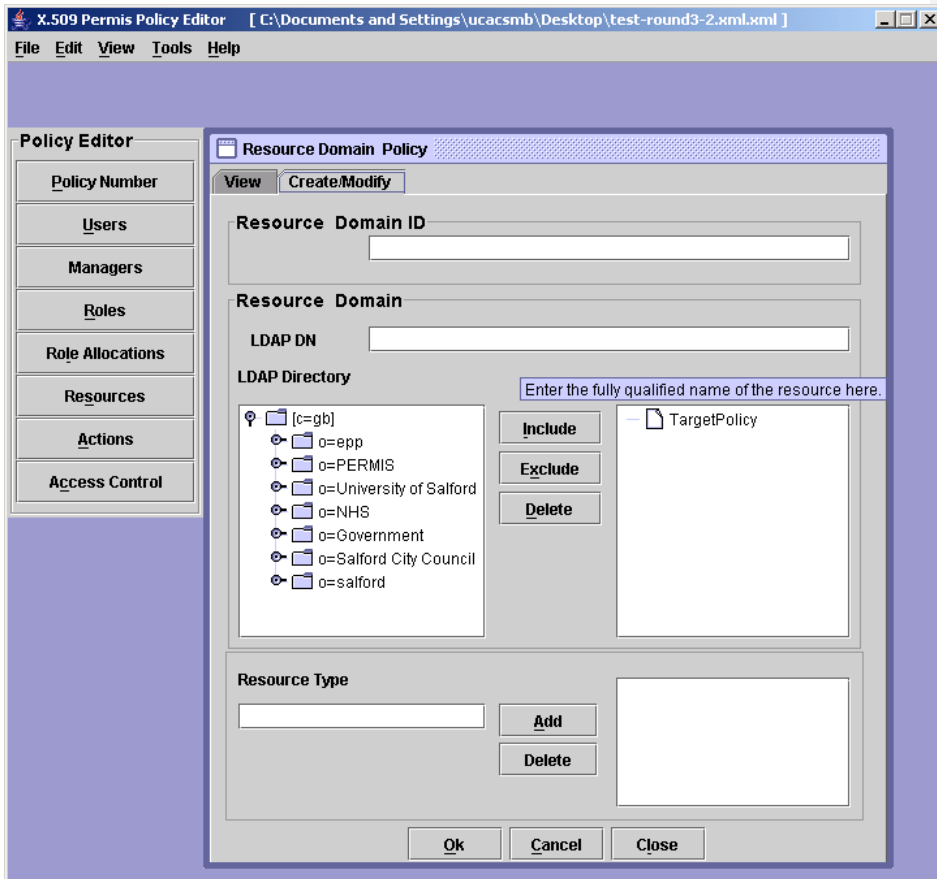 X.509 Permis Policy Editor [ C:\Documents and Settings\ucacsmb\Desktop\test-round3-2.xml.xml ]
File Edit View Tools Help
Policy Editor
Policy Number
Users
Managers
Roles
Role Allocations
Resources
Actions
Access Control
Resource Domain Policy
View Create/Modify
Resource Domain ID
Resource Domain
LDAP DN
LDAP Directory
Enter the fully qualified name of the resource here.
[c=gb]
o=epp
o=PERMIS
o=University of Salford
o=NHS
o=Government
o=Salford City Council
o=salford
Include
Exclude
Delete
TargetPolicy
Resource Type
Add
Delete
Ok Cancel Close